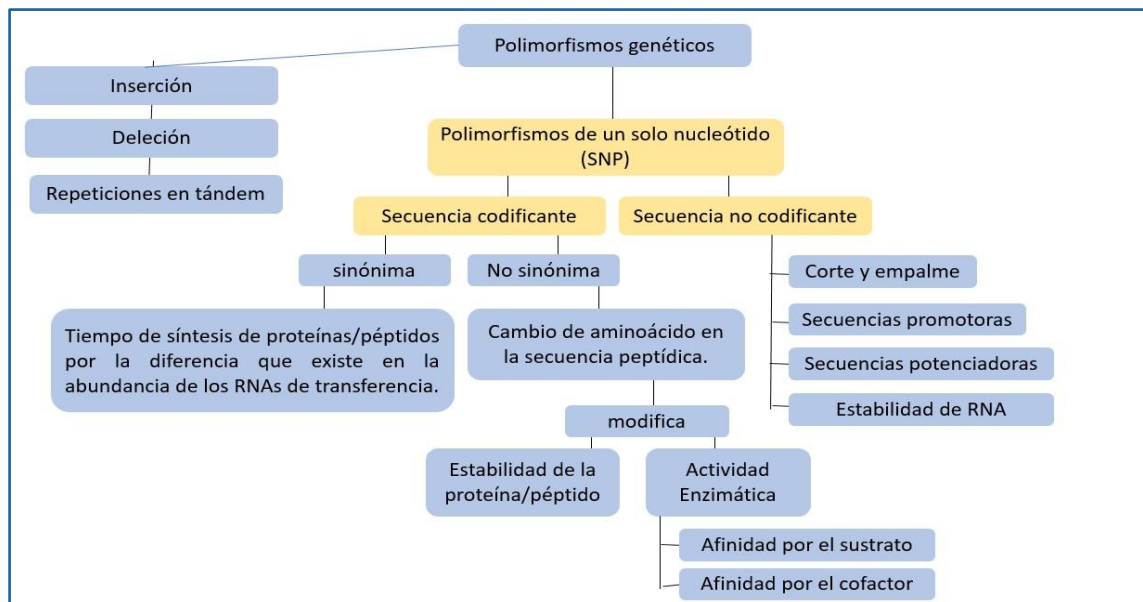 Polimorfismos genéticos
Inserción
Deleción
Repeticiones en tándem
Polimorfismos de un solo nucleótido
(SNP)
Secuencia codificante
Secuencia no codificante
sinónima
No sinónima
Tiempo de síntesis de proteínas/péptidos
por la diferencia que existe en la
abundancia de los RNAs de transferencia.
Cambio de aminoácido en
la secuencia peptídica.
Corte y empalme
Secuencias promotoras
Secuencias potenciadoras
Estabilidad de RNA
modifica
Estabilidad de la
proteína/péptido
Actividad
Enzimática
Afinidad por el sustrato
Afinidad por el cofactor